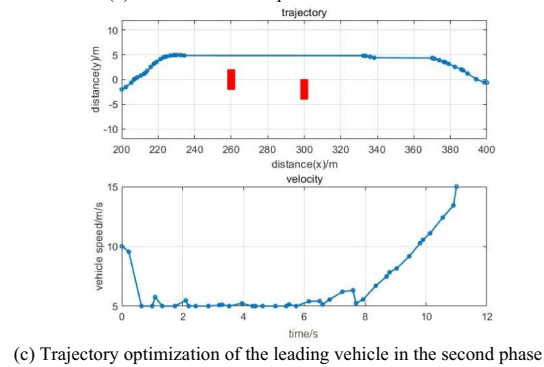 trajectory
10
5
0
-5
-10
distance(y)/m
200 220 240 260 280 300 320 340 360 380 400
distance(x)/m
velocity
15
10
5
vehicle speed/m/s
0 2 4 6 8 10 12
time/s
(c) Trajectory optimization of the leading vehicle in the second phase